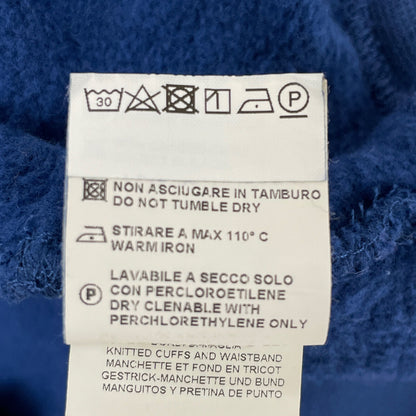 30 P
NON ASCIUGARE IN TAMBURO
DO NOT TUMBLE DRY
STIRARE A MAX 110° C
WARM IRON
LAVABILE A SECCO SOLO
P CON PERCLOROETILENE
DRY CLENABLE WITH
PERCHLORETHYLENE ONLY
KNITTED CUFFS AND WAISTBAND
MANCHETTE ET FOND EN TRICOT
GESTRICK-MANCHETTE UND BUND
MANGUITOS Y PRETINA DE PUNTO